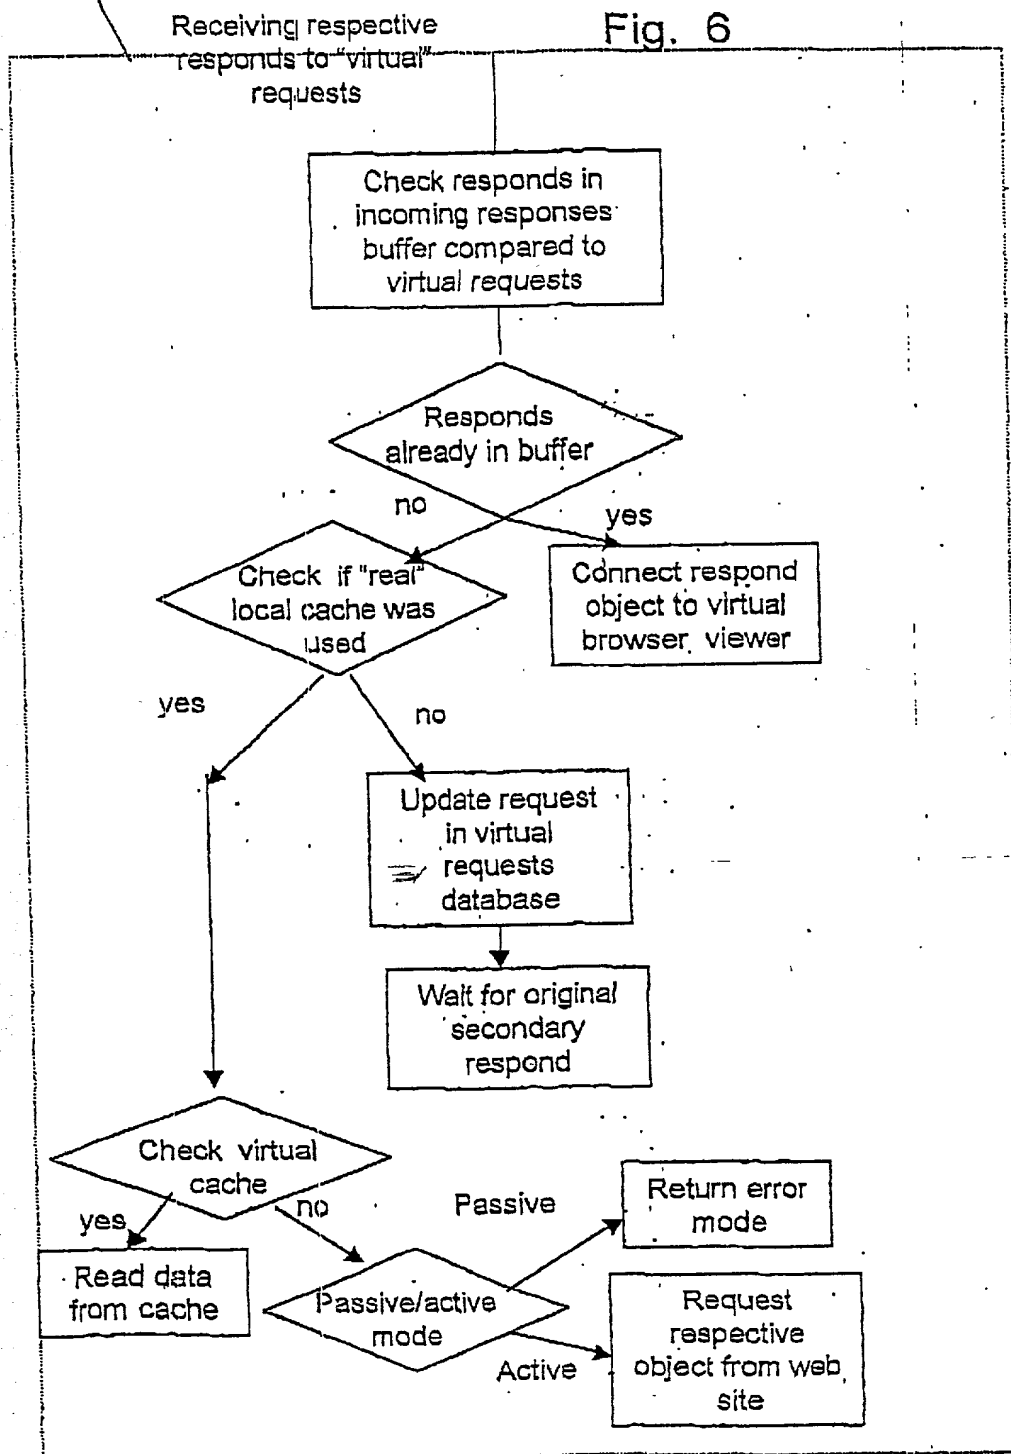 Receiving respective
responds to "virtual"
requests
Fig. 6
Check responds in
incoming responses
buffer compared to
virtual requests
Responds
already in buffer
no
yes
Check if "real"
local cache was
used
Connect respond
object to virtual
browser viewer
yes
no
Update request
in virtual
requests
database
Wait for original
secondary
respond
Check virtual
cache
yes
no
Passive
Return error
mode
Read data
from cache
Passive/active
mode
Active
Request
respective
object from web
site